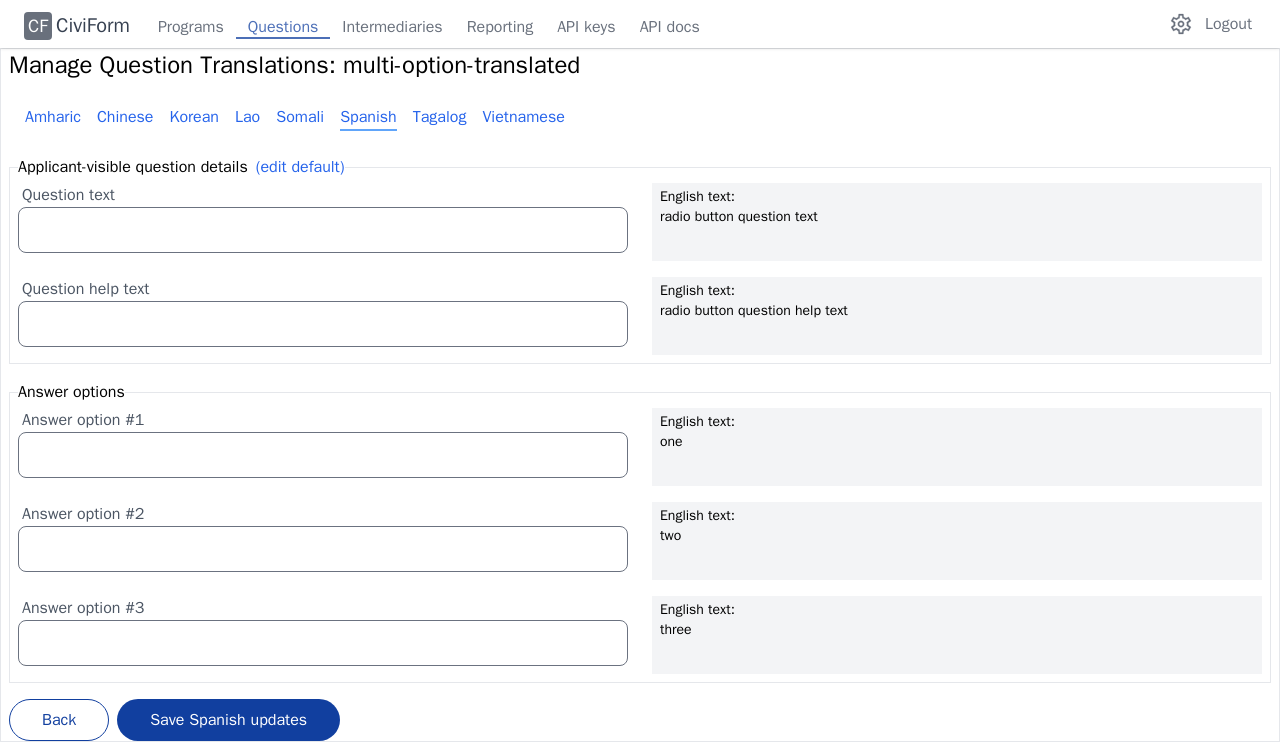 CF CiviForm Programs Questions Intermediaries Reporting API keys API docs Logout
Manage Question Translations: multi-option-translated
Amharic Chinese Korean Lao Somali Spanish Tagalog Vietnamese
Applicant-visible question details (edit default)
Question text
English text:
radio button question text
Question help text
English text:
radio button question help text
Answer options
Answer option #1
English text:
one
Answer option #2
English text:
two
Answer option #3
English text:
three
Back Save Spanish updates